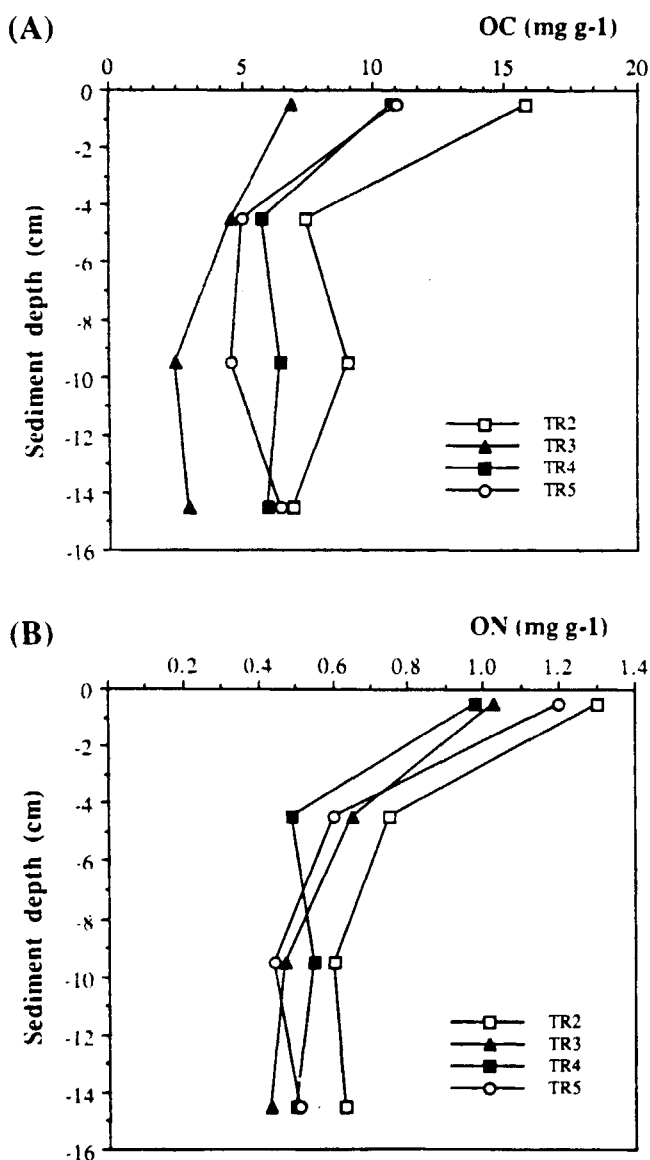 (A)
OC (mg g-1)
0 5 10 15 20
0
-2
-4
-6
-8
-10
-12
-14
-16
Sediment depth (cm)
TR2
TR3
TR4
TR5
(B)
ON (mg g-1)
0.2 0.4 0.6 0.8 1.0 1.2 1.4
0
-2
-4
-6
-8
-10
-12
-14
-16
Sediment depth (cm)
TR2
TR3
TR4
TR5